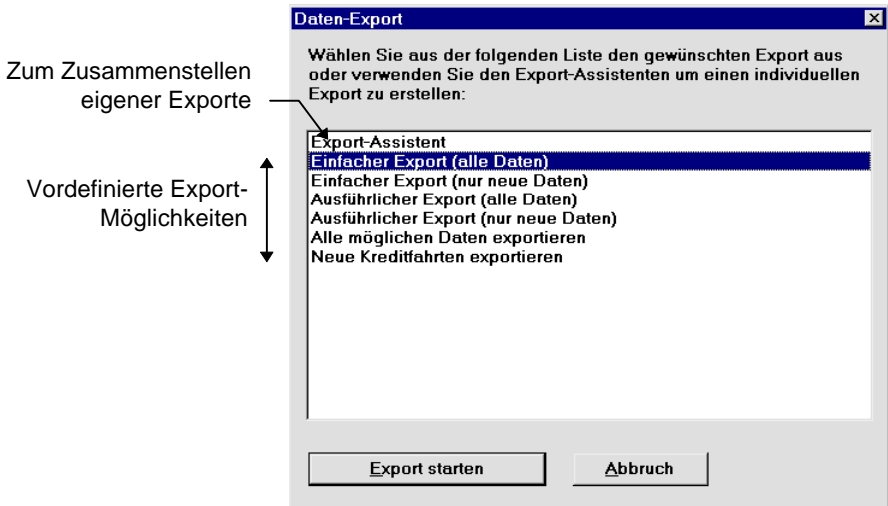 Daten-Export
Wählen Sie aus der folgenden Liste den gewünschten Export aus
oder verwenden Sie den Export-Assistenten um einen individuellen
Export zu erstellen:
Zum Zusammenstellen
eigener Exporte
Export-Assistent
Einfacher Export (alle Daten)
Einfacher Export (nur neue Daten)
Ausführlicher Export (alle Daten)
Ausführlicher Export (nur neue Daten)
Alle möglichen Daten exportieren
Neue Kreditfahrten exportieren
Vordefinierte Export-
Möglichkeiten
Export starten
Abbruch